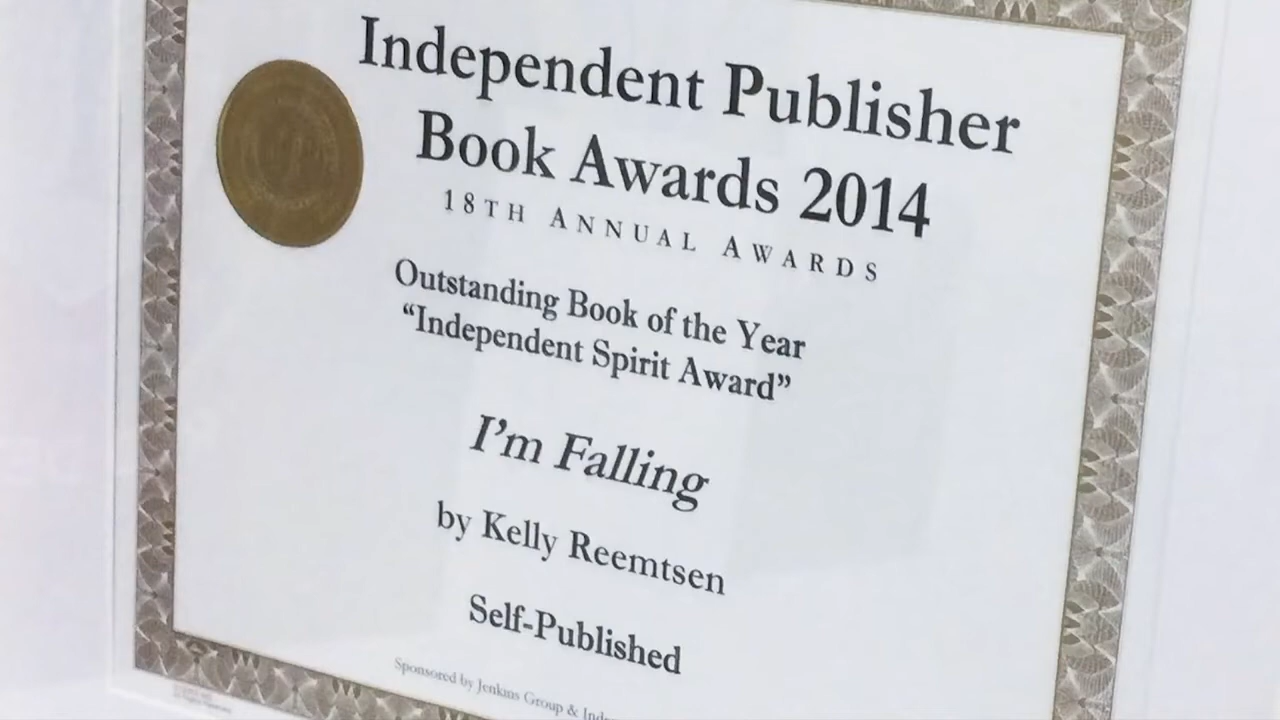 Independent Publisher
Book Awards 2014
18TH ANNUAL AWARDS
Outstanding Book of the Year
“Independent Spirit Award”
I’m Falling
by Kelly Reemtsen
Self-Published
Sponsored by Jenkins Group &